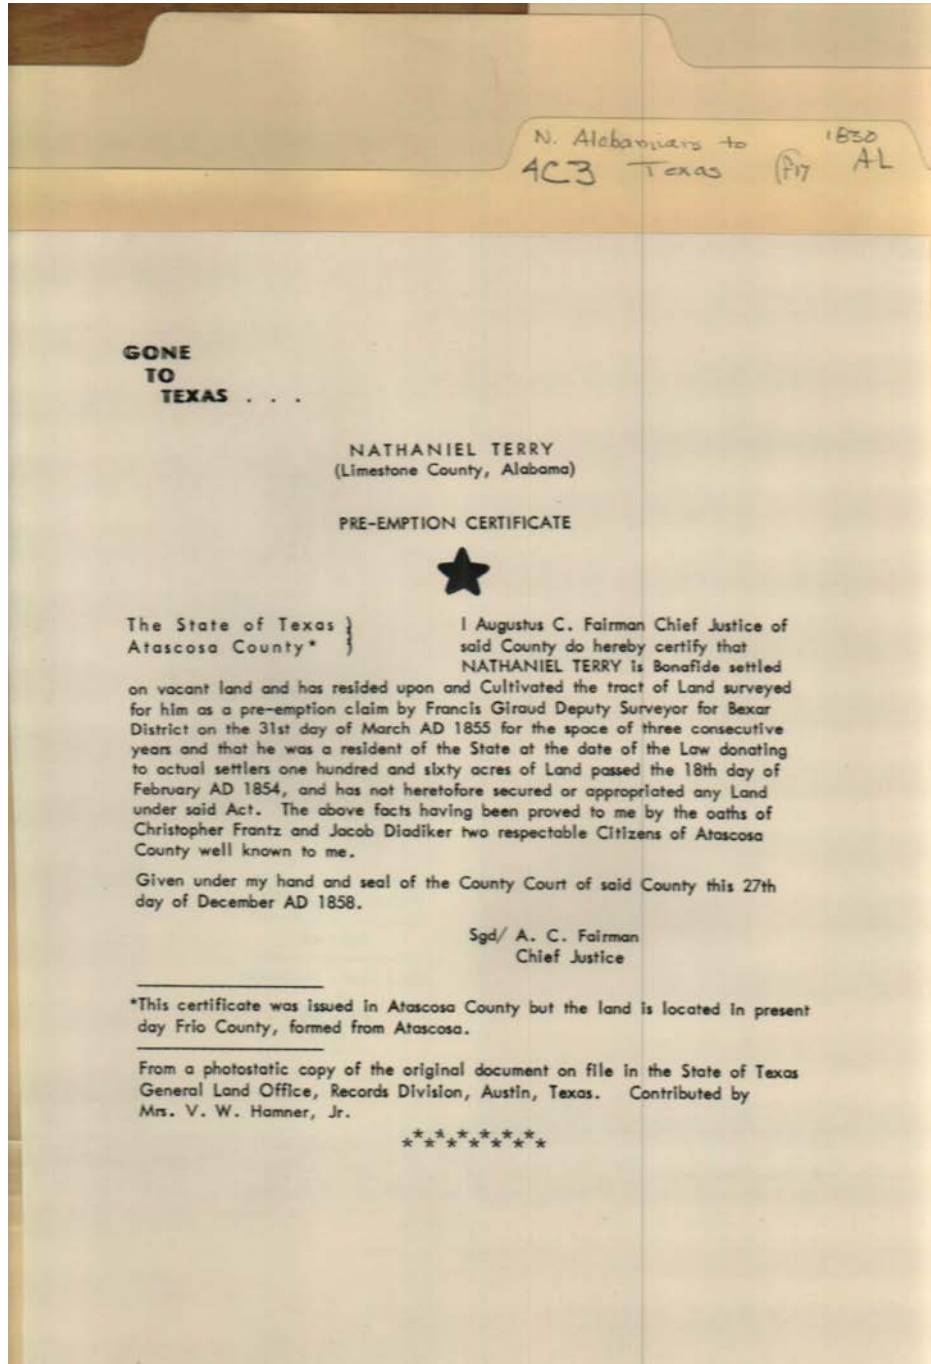 N. Alabamians to 1830
4C3 Texas P17 AL
GONE
TO
TEXAS . . .
NATHANIEL TERRY
(Limestone County, Alabama)
PRE-EMPTION CERTIFICATE
The State of Texas }
Atascosa County* }
I Augustus C. Fairman Chief Justice of
said County do hereby certify that
NATHANIEL TERRY is Bonafide settled
on vacant land and has resided upon and Cultivated the tract of Land surveyed
for him as a pre-emption claim by Francis Giraud Deputy Surveyor for Bexar
District on the 31st day of March AD 1855 for the space of three consecutive
years and that he was a resident of the State at the date of the Law donating
to actual settlers one hundred and sixty acres of Land passed the 18th day of
February AD 1854, and has not heretofore secured or appropriated any Land
under said Act. The above facts having been proved to me by the oaths of
Christopher Frantz and Jacob Diadiker two respectable Citizens of Atascosa
County well known to me.
Given under my hand and seal of the County Court of said County this 27th
day of December AD 1858.
Sgd/ A. C. Fairman
Chief Justice
*This certificate was issued in Atascosa County but the land is located in present
day Frio County, formed from Atascosa.
From a photostatic copy of the original document on file in the State of Texas
General Land Office, Records Division, Austin, Texas. Contributed by
Mrs. V. W. Hamner, Jr.
*************